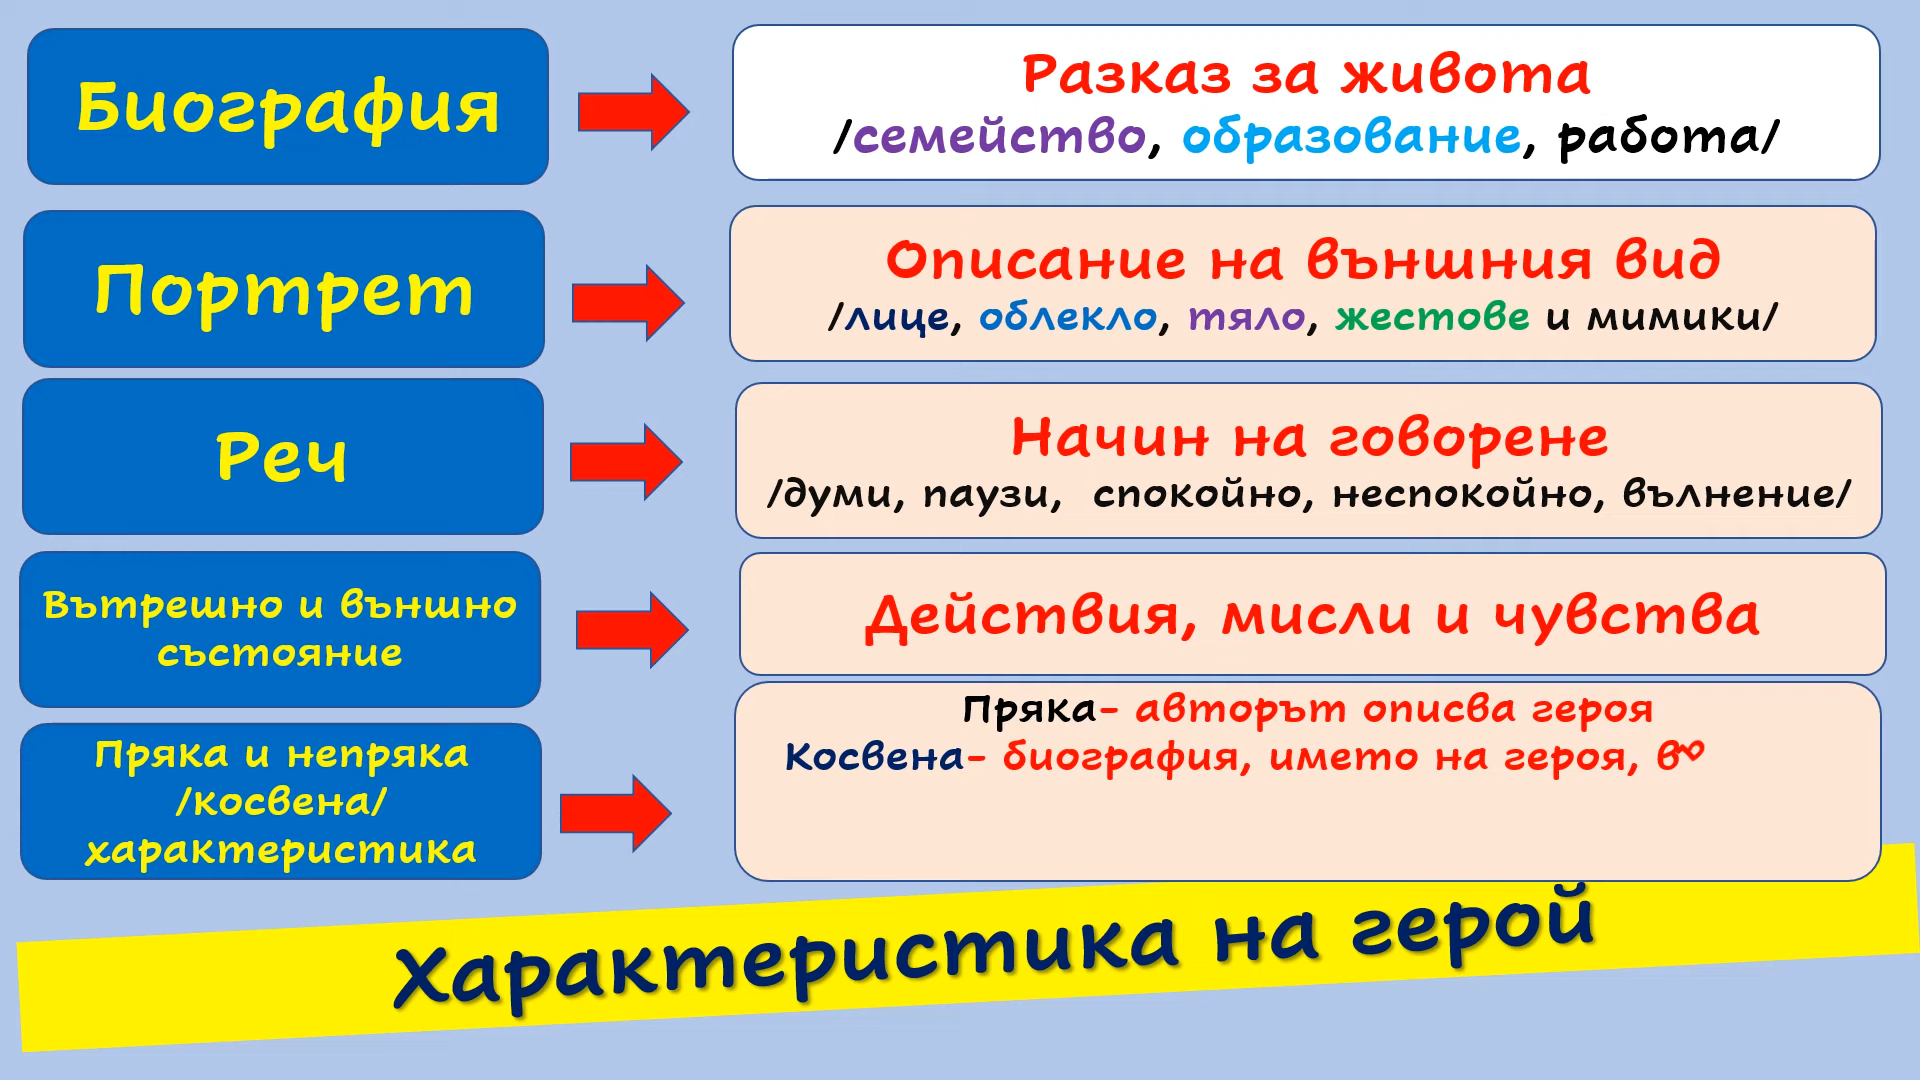 Биография
Разказ за живота
/семейство, образование, работа/
Портрет
Описание на външния вид
/лице, облекло, тяло, жестове и мимики/
Реч
Начин на говорене
/думи, паузи, спокойно, неспокойно, вълнение/
Вътрешно и външно
състояние
Действия, мисли и чувства
Пряка и непряка
/косвена/
характеристика
Пряка- авторът описва героя
Косвена- биография, името на героя,
Характеристика на герой